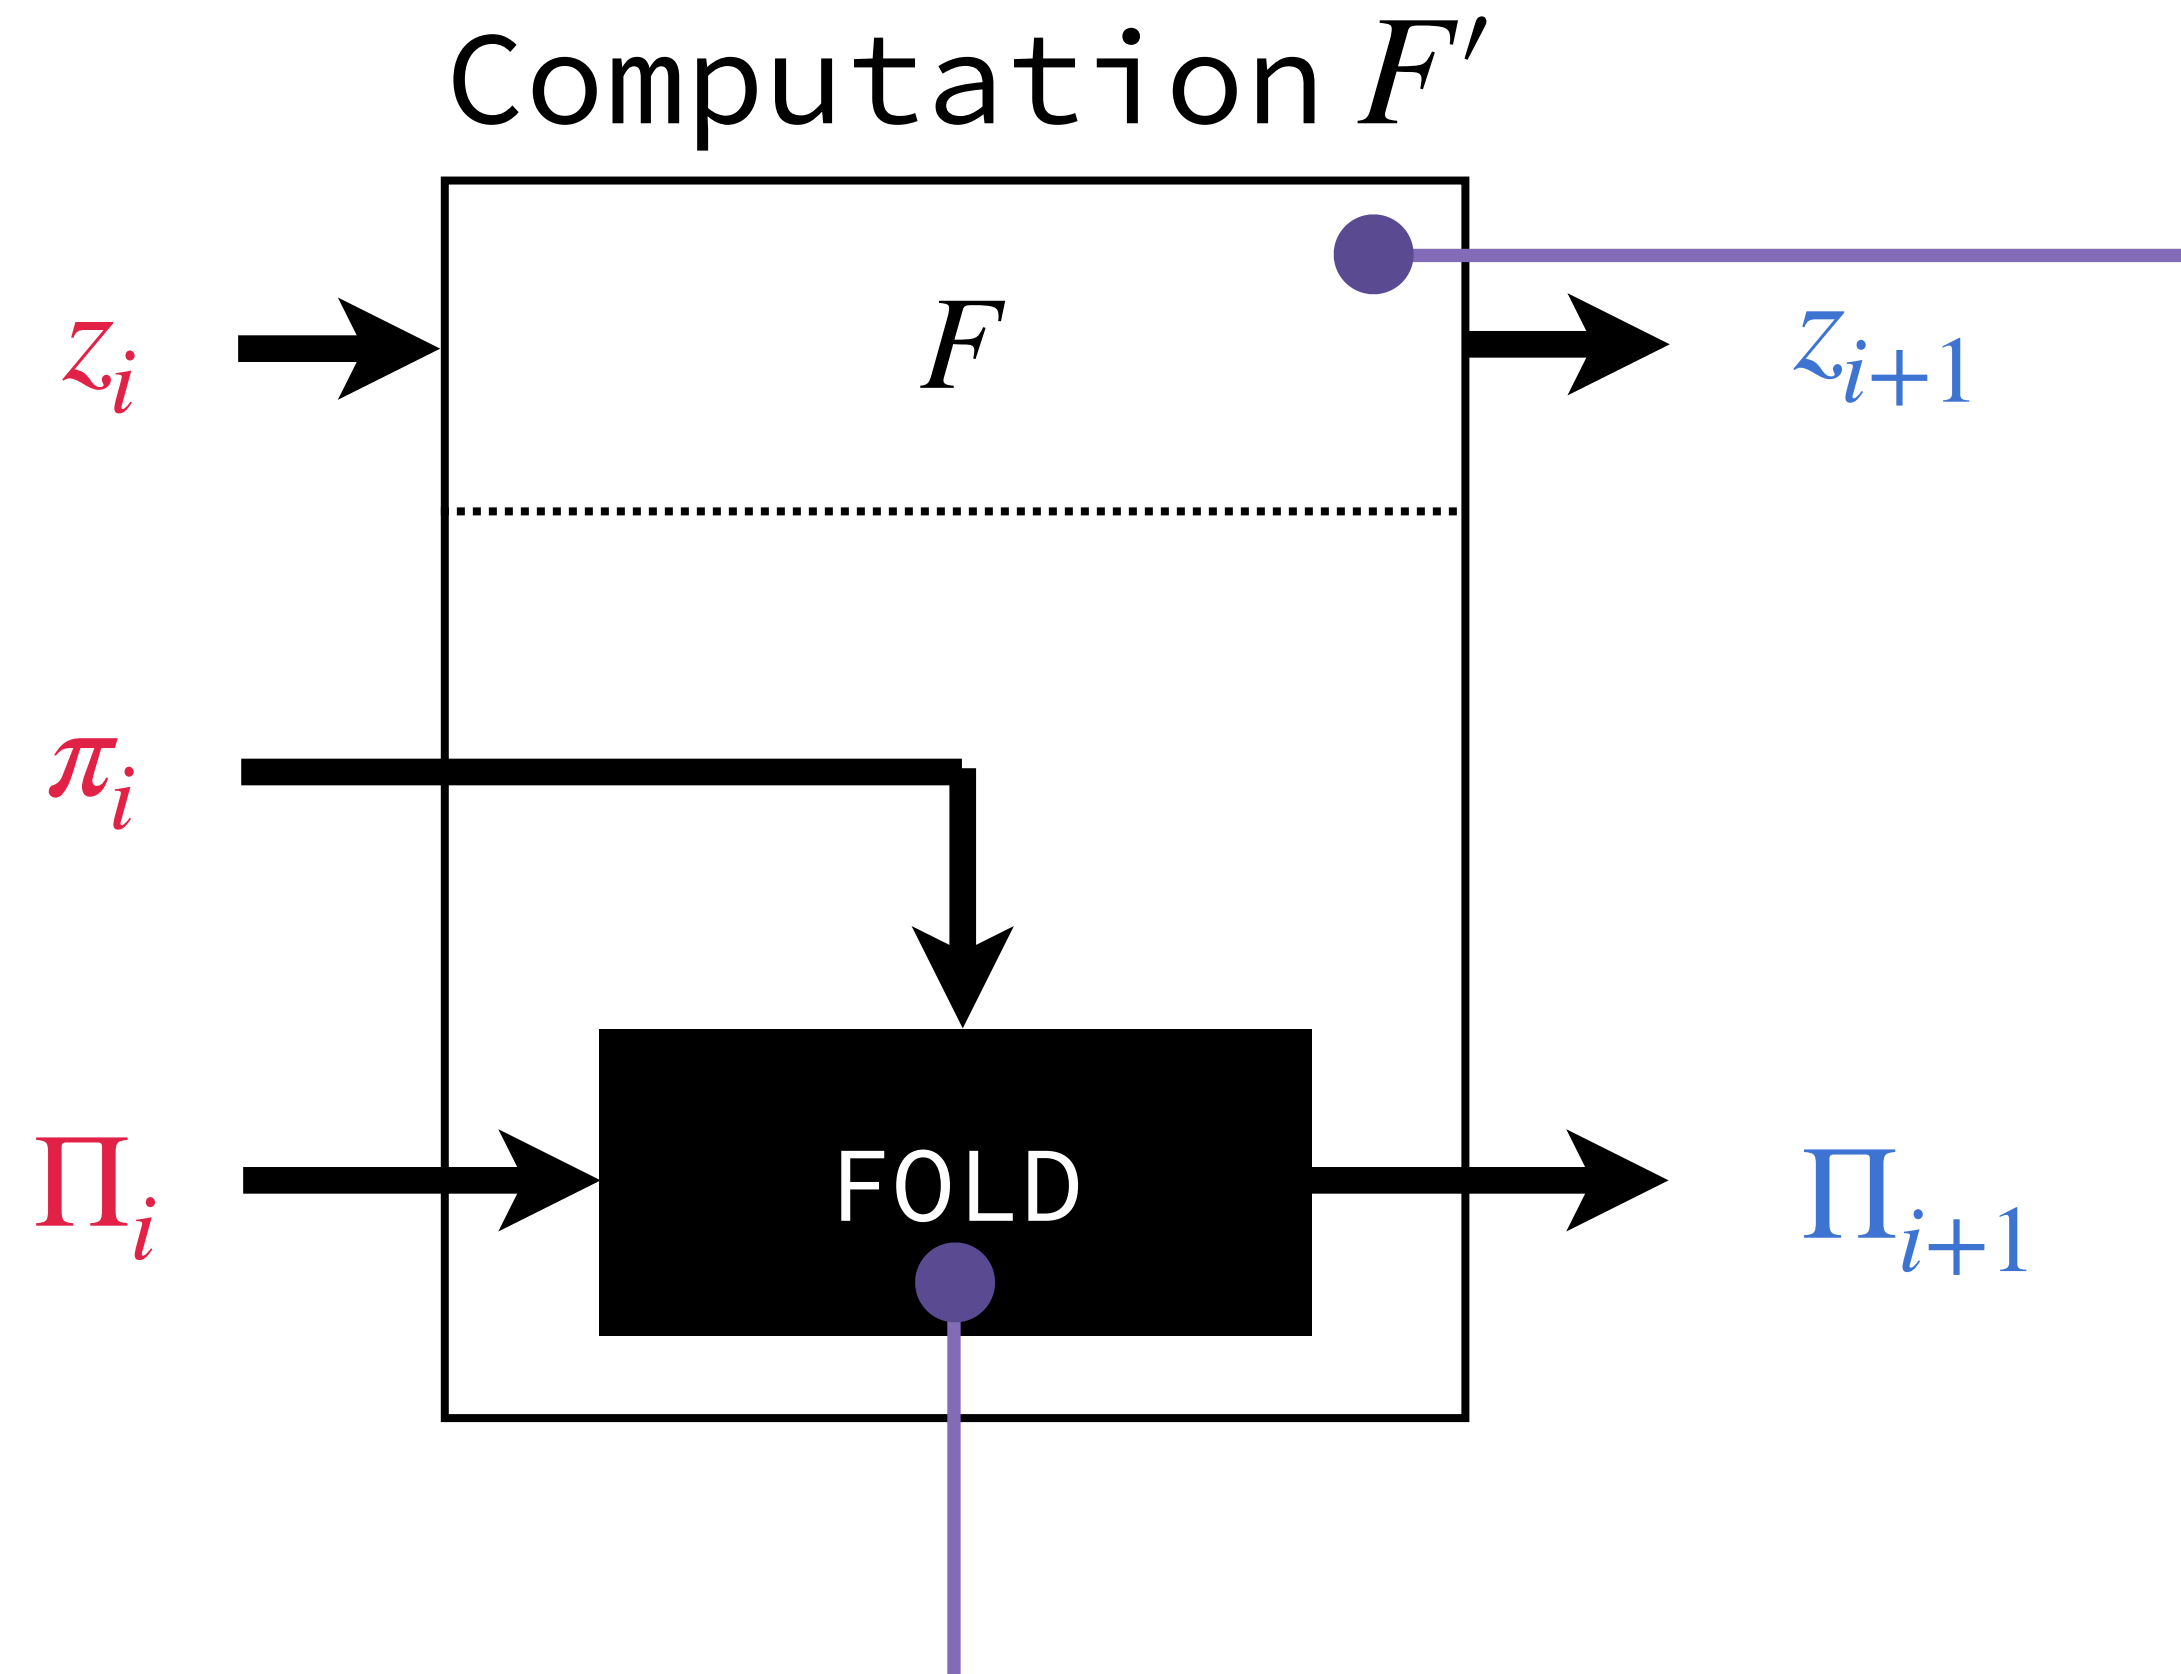 Computation F′
z_i
F
z_{i+1}
π_i
Π_i
FOLD
Π_{i+1}